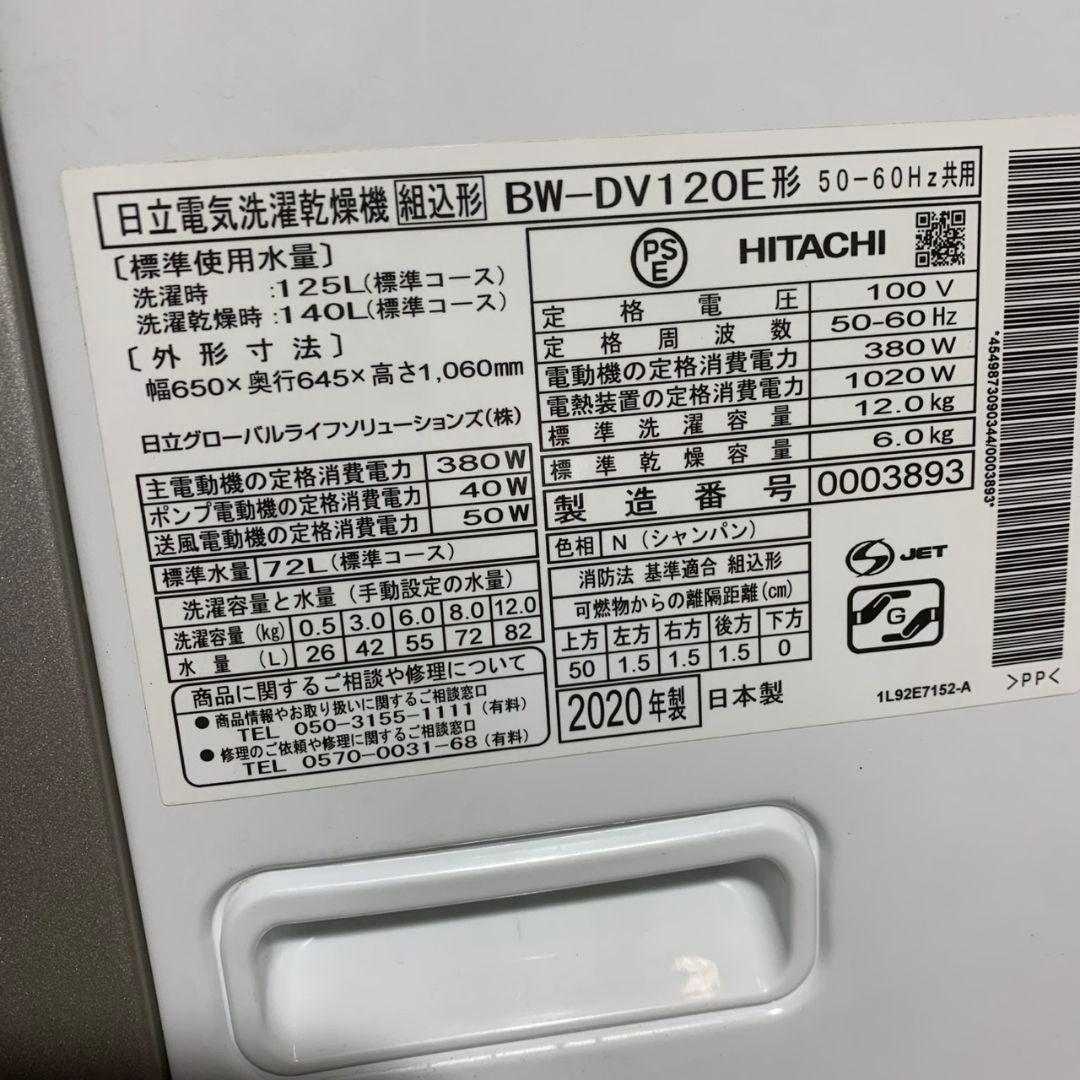 日立電気洗濯乾燥機 組込形 BW-DV120E形 50-60Hz共用
〔標準使用水量〕
洗濯時 :125L(標準コース)
洗濯乾燥時:140L(標準コース)
〔外形寸法〕
幅650×奥行645×高さ1,060mm
日立グローバルライフソリューションズ(株)
主電動機の定格消費電力 380W
ポンプ電動機の定格消費電力 40W
送風電動機の定格消費電力 50W
標準水量 72L(標準コース)
洗濯容量と水量(手動設定の水量)
洗濯容量(kg) 0.5 3.0 6.0 8.0 12.0
水量(L) 26 42 55 72 82
商品に関するご相談や修理について
●商品情報やお取り扱いに関するご相談窓口
TEL 050-3155-1111(有料)
●修理のご依頼や修理に関するご相談窓口
TEL 0570-0031-68(有料)
PSE HITACHI
定格電圧 100V
定格周波数 50-60Hz
電動機の定格消費電力 380W
電熱装置の定格消費電力 1020W
標準洗濯容量 12.0kg
標準乾燥容量 6.0kg
製造番号 0003893
色相 N(シャンパン)
消防法 基準適合 組込形
可燃物からの離隔距離(cm)
上方 左方 右方 後方 下方
50 1.5 1.5 1.5 0
2020年製 日本製
S JET
G
1L92E7152-A
>PP<
*4549873090344/0003893*